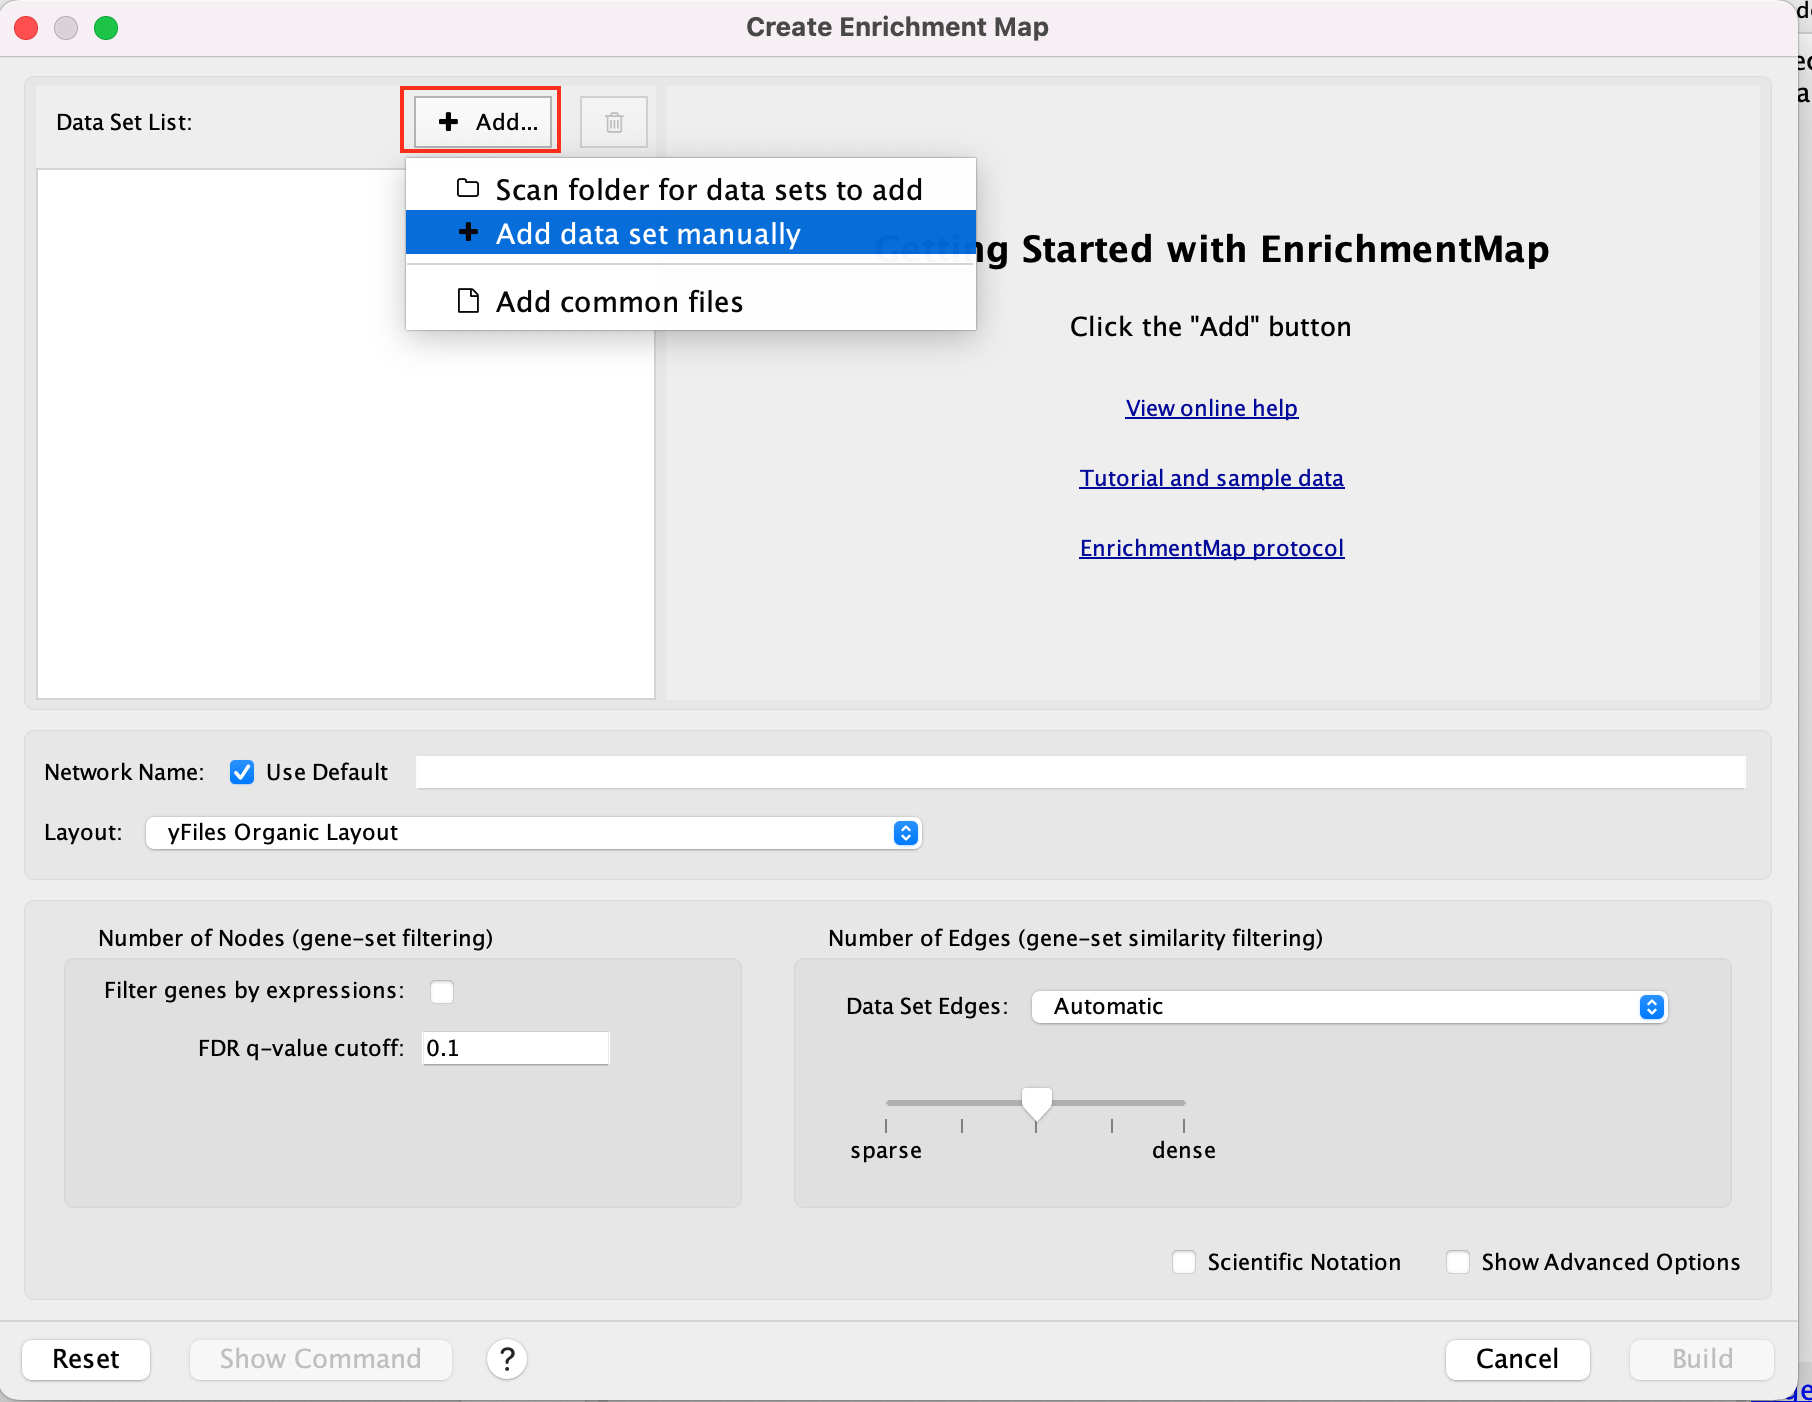 Create Enrichment Map
Data Set List:
Add...
Scan folder for data sets to add
Add data set manually
Add common files
Getting Started with EnrichmentMap
Click the "Add" button
View online help
Tutorial and sample data
EnrichmentMap protocol
Network Name: Use Default
Layout: yFiles Organic Layout
Number of Nodes (gene-set filtering)
Filter genes by expressions:
FDR q-value cutoff: 0.1
Number of Edges (gene-set similarity filtering)
Data Set Edges: Automatic
sparse dense
Scientific Notation Show Advanced Options
Reset Show Command ? Cancel Build